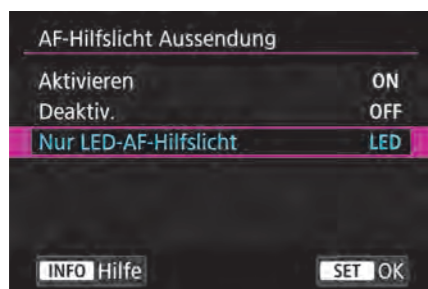 AF-Hilfslicht Aussendung
Aktivieren ON
Deaktiv. OFF
Nur LED-AF-Hilfslicht LED
INFO Hilfe SET OK